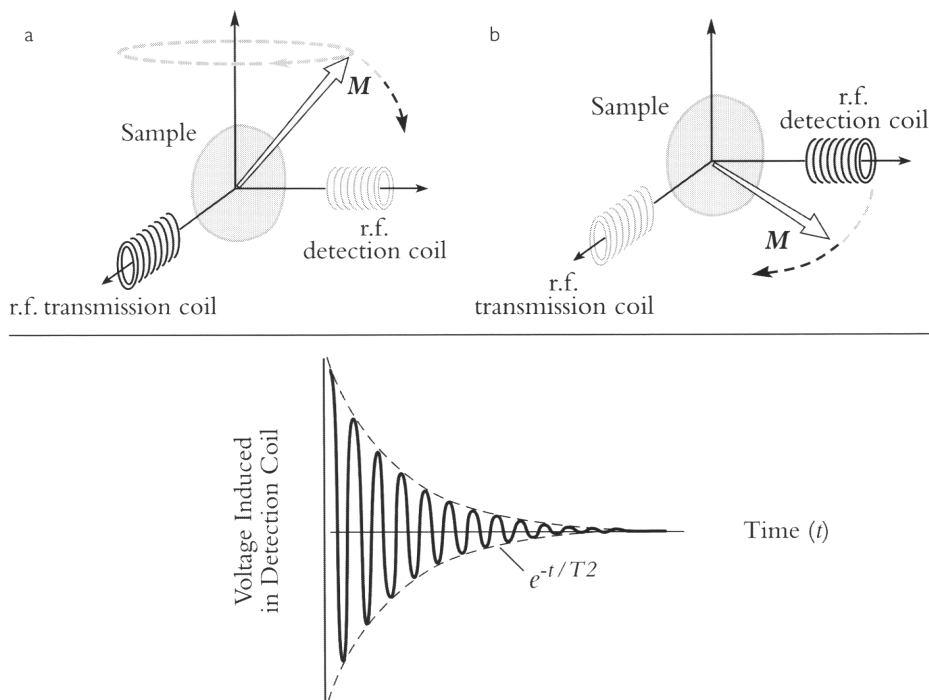 a
M
Sample
r.f.
detection coil
r.f. transmission coil
b
r.f.
detection coil
Sample
M
r.f.
transmission coil
Voltage Induced
in Detection Coil
Time (t)
e-t/T2